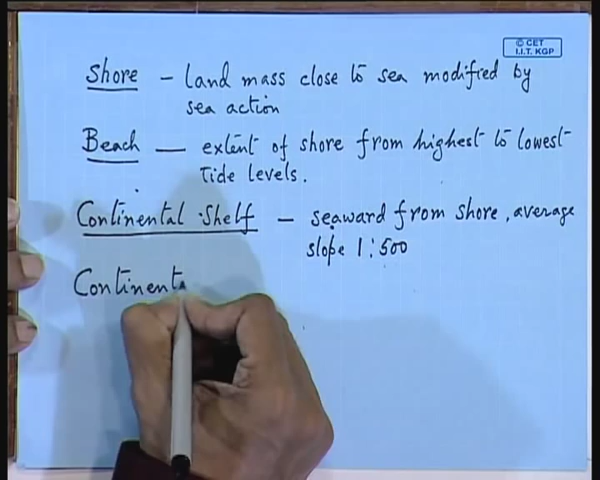 © CET
I.I.T. KGP
Shore - Land mass close to sea modified by
sea action
Beach — extent of shore from highest to lowest
Tide levels.
Continental Shelf - seaward from shore, average
slope 1:500
Continenta